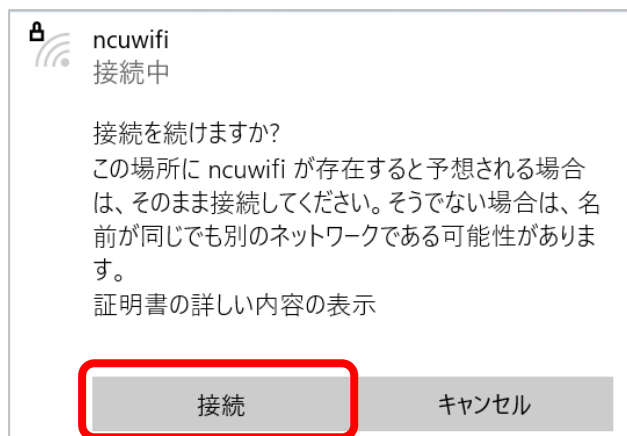 ncuwifi
接続中
接続を続けますか?
この場所に ncuwifi が存在すると予想される場合
は、そのまま接続してください。そうでない場合は、名
前が同じでも別のネットワークである可能性がありま
す。
証明書の詳しい内容の表示
接続
キャンセル